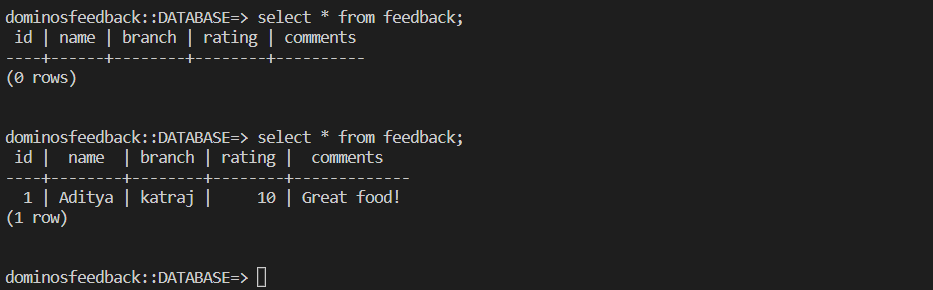 dominosfeedback::DATABASE=> select * from feedback;
 id | name | branch | rating | comments
----+------+--------+--------+----------
(0 rows)
dominosfeedback::DATABASE=> select * from feedback;
 id |  name  | branch | rating |  comments
----+--------+--------+--------+-------------
  1 | Aditya | katraj |     10 | Great food!
(1 row)
dominosfeedback::DATABASE=>